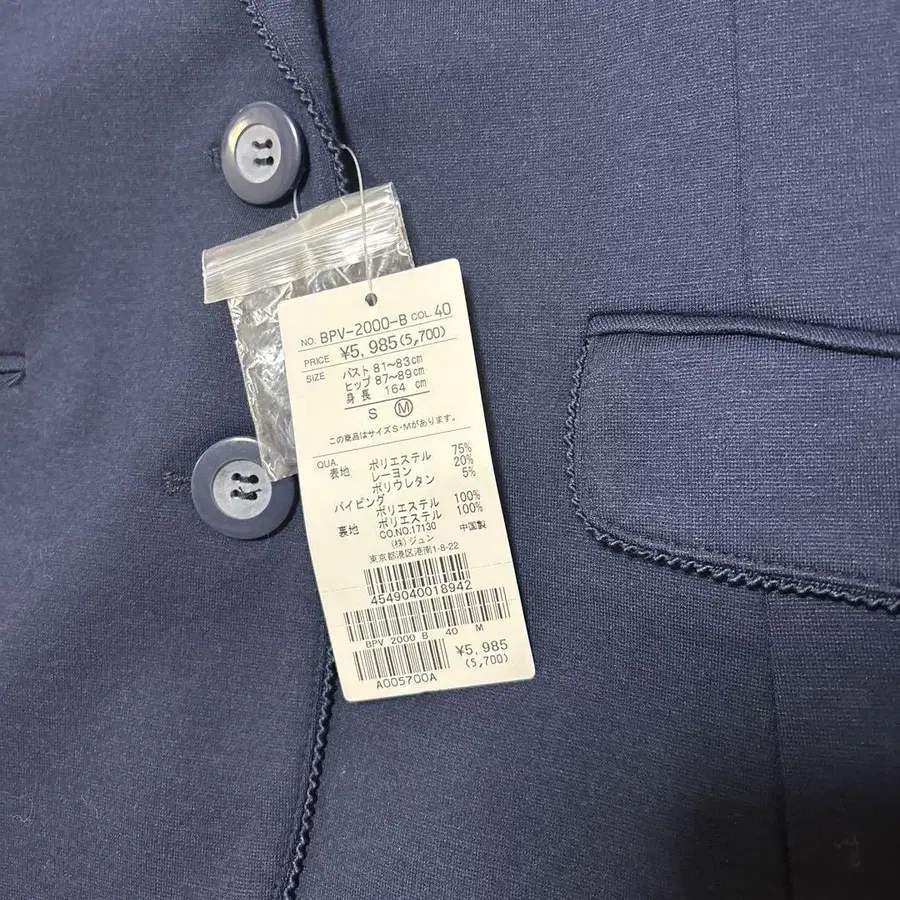 NO. BPV-2000-B COL. 40
PRICE ¥5,985(5,700)
SIZE バスト 81~83cm
ヒップ 87~89cm
身長 164 cm
S Ⓜ
この商品はサイズS・Mがあります。
QUA.
表地 ポリエステル 75%
レーヨン 20%
ポリウレタン 5%
パイピング
ポリエステル 100%
裏地 ポリエステル 100%
CO.NO.17130 中国製
(株)ジュン
東京都港区港南1-8-22
4549040018942
BPV 2000 B 40 M
¥5,985
(5,700)
A005700A